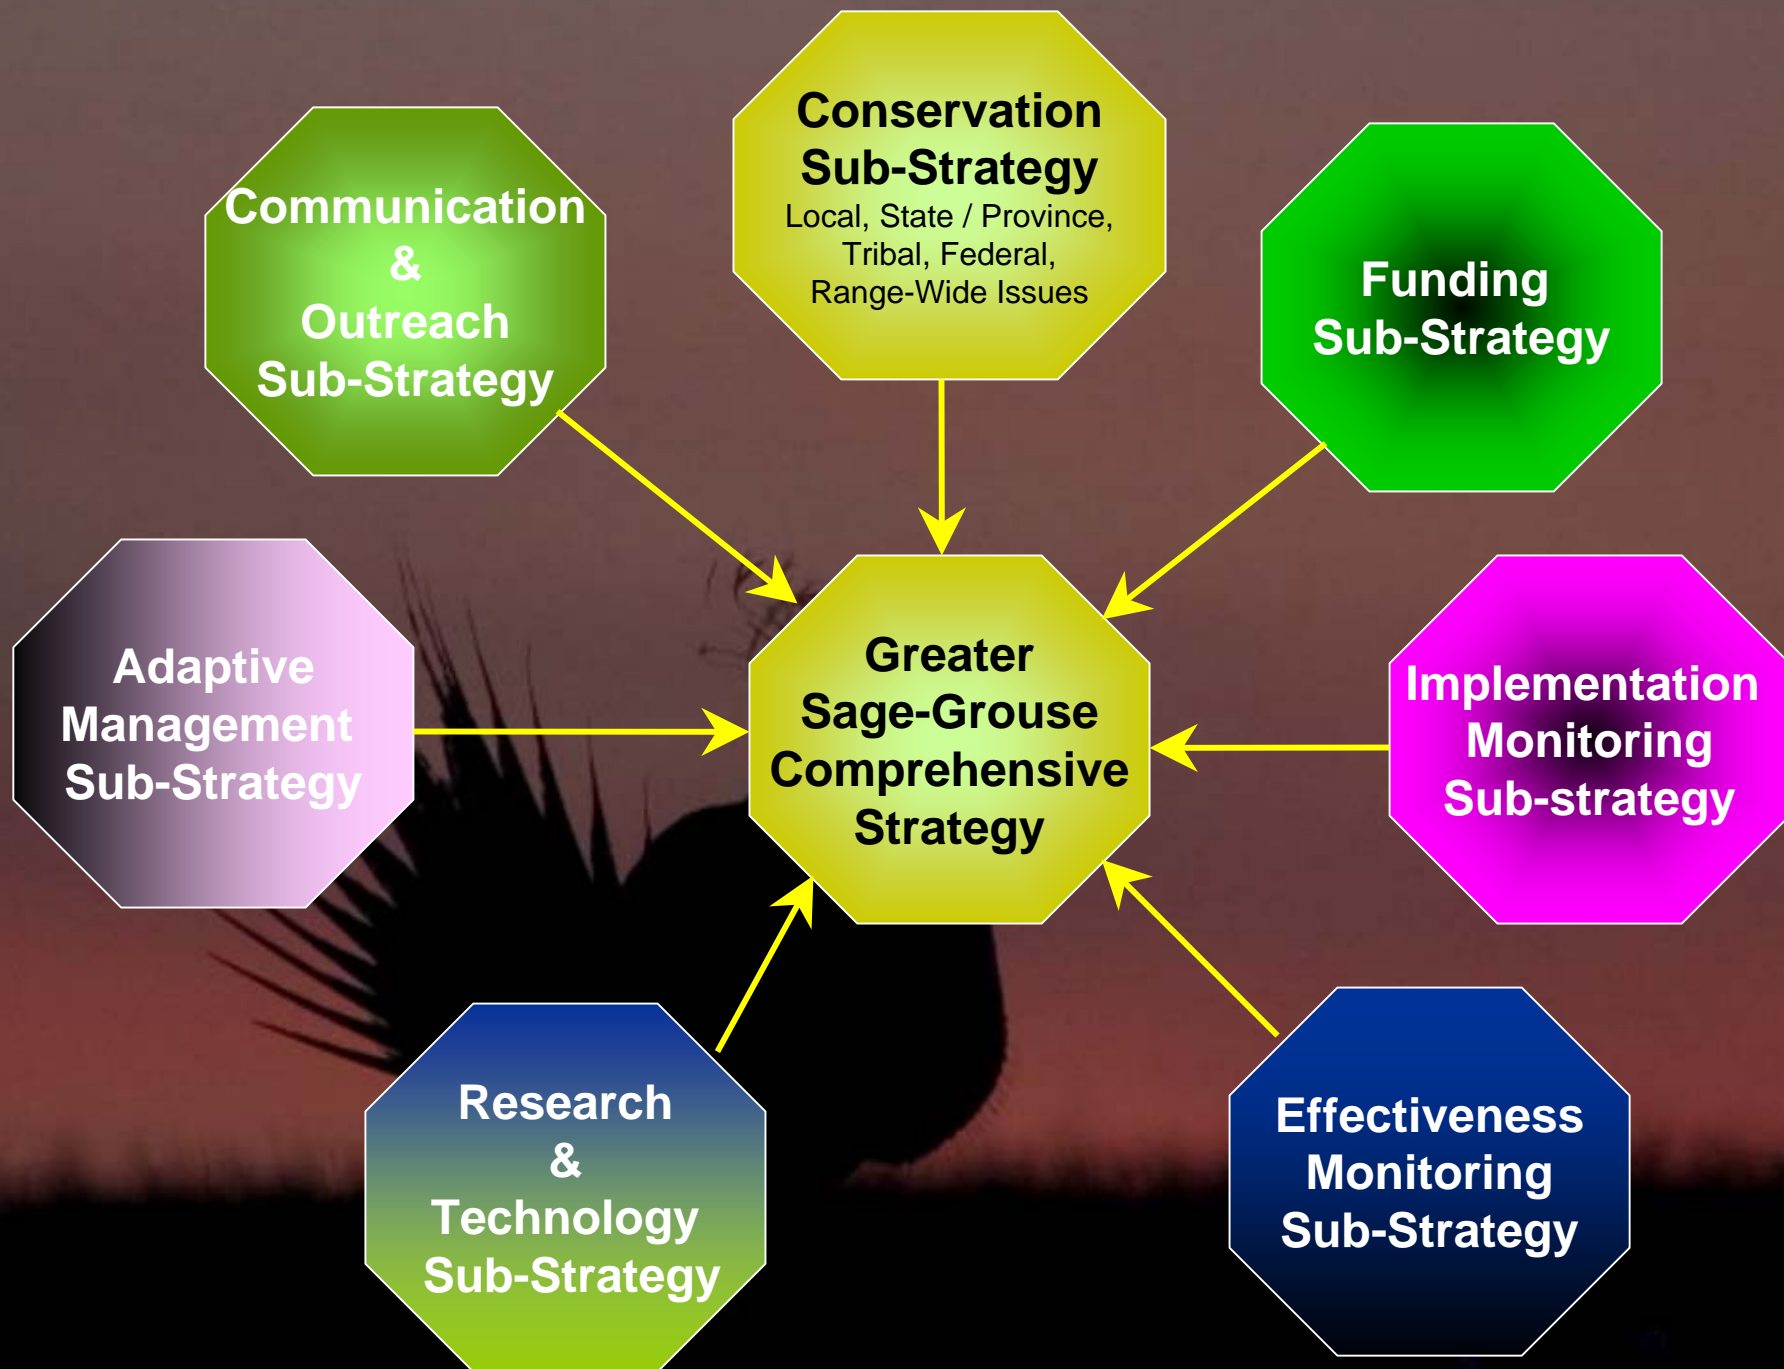 Conservation
Sub-Strategy
Local, State / Province,
Tribal, Federal,
Range-Wide Issues
Communication
&
Outreach
Sub-Strategy
Funding
Sub-Strategy
Adaptive
Management
Sub-Strategy
Greater
Sage-Grouse
Comprehensive
Strategy
Implementation
Monitoring
Sub-strategy
Research
&
Technology
Sub-Strategy
Effectiveness
Monitoring
Sub-Strategy